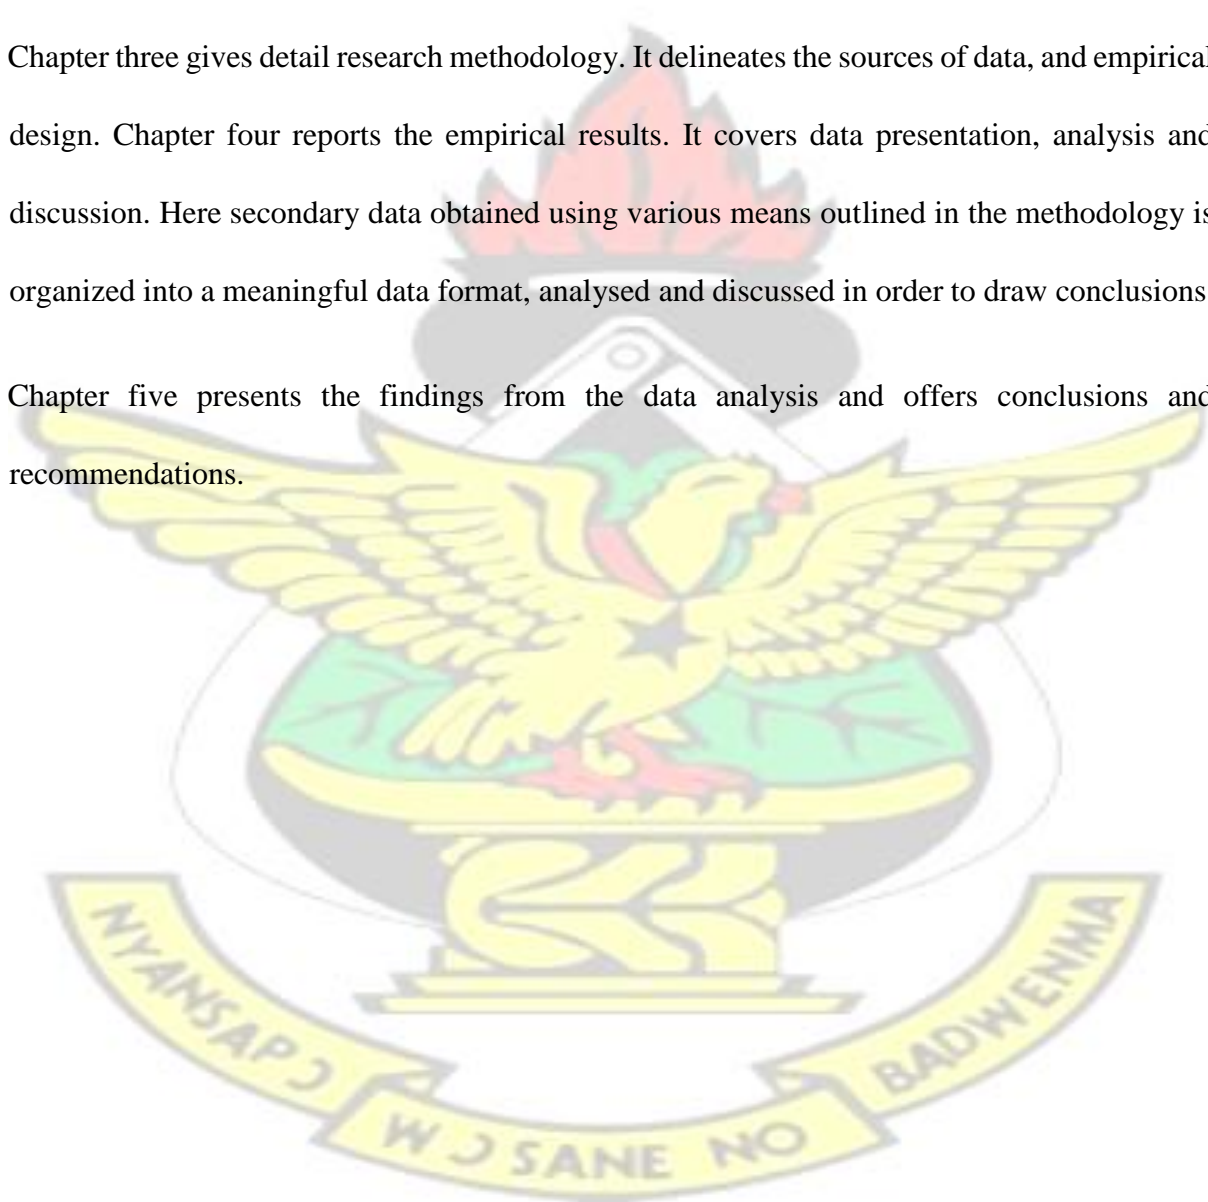 Chapter three gives detail research methodology. It delineates the sources of data, and empirical
design. Chapter four reports the empirical results. It covers data presentation, analysis and
discussion. Here secondary data obtained using various means outlined in the methodology is
organized into a meaningful data format, analysed and discussed in order to draw conclusions
Chapter five presents the findings from the data analysis and offers conclusions and
recommendations.
NYANSAPƆ
WƆSANE NO
BADWENMA